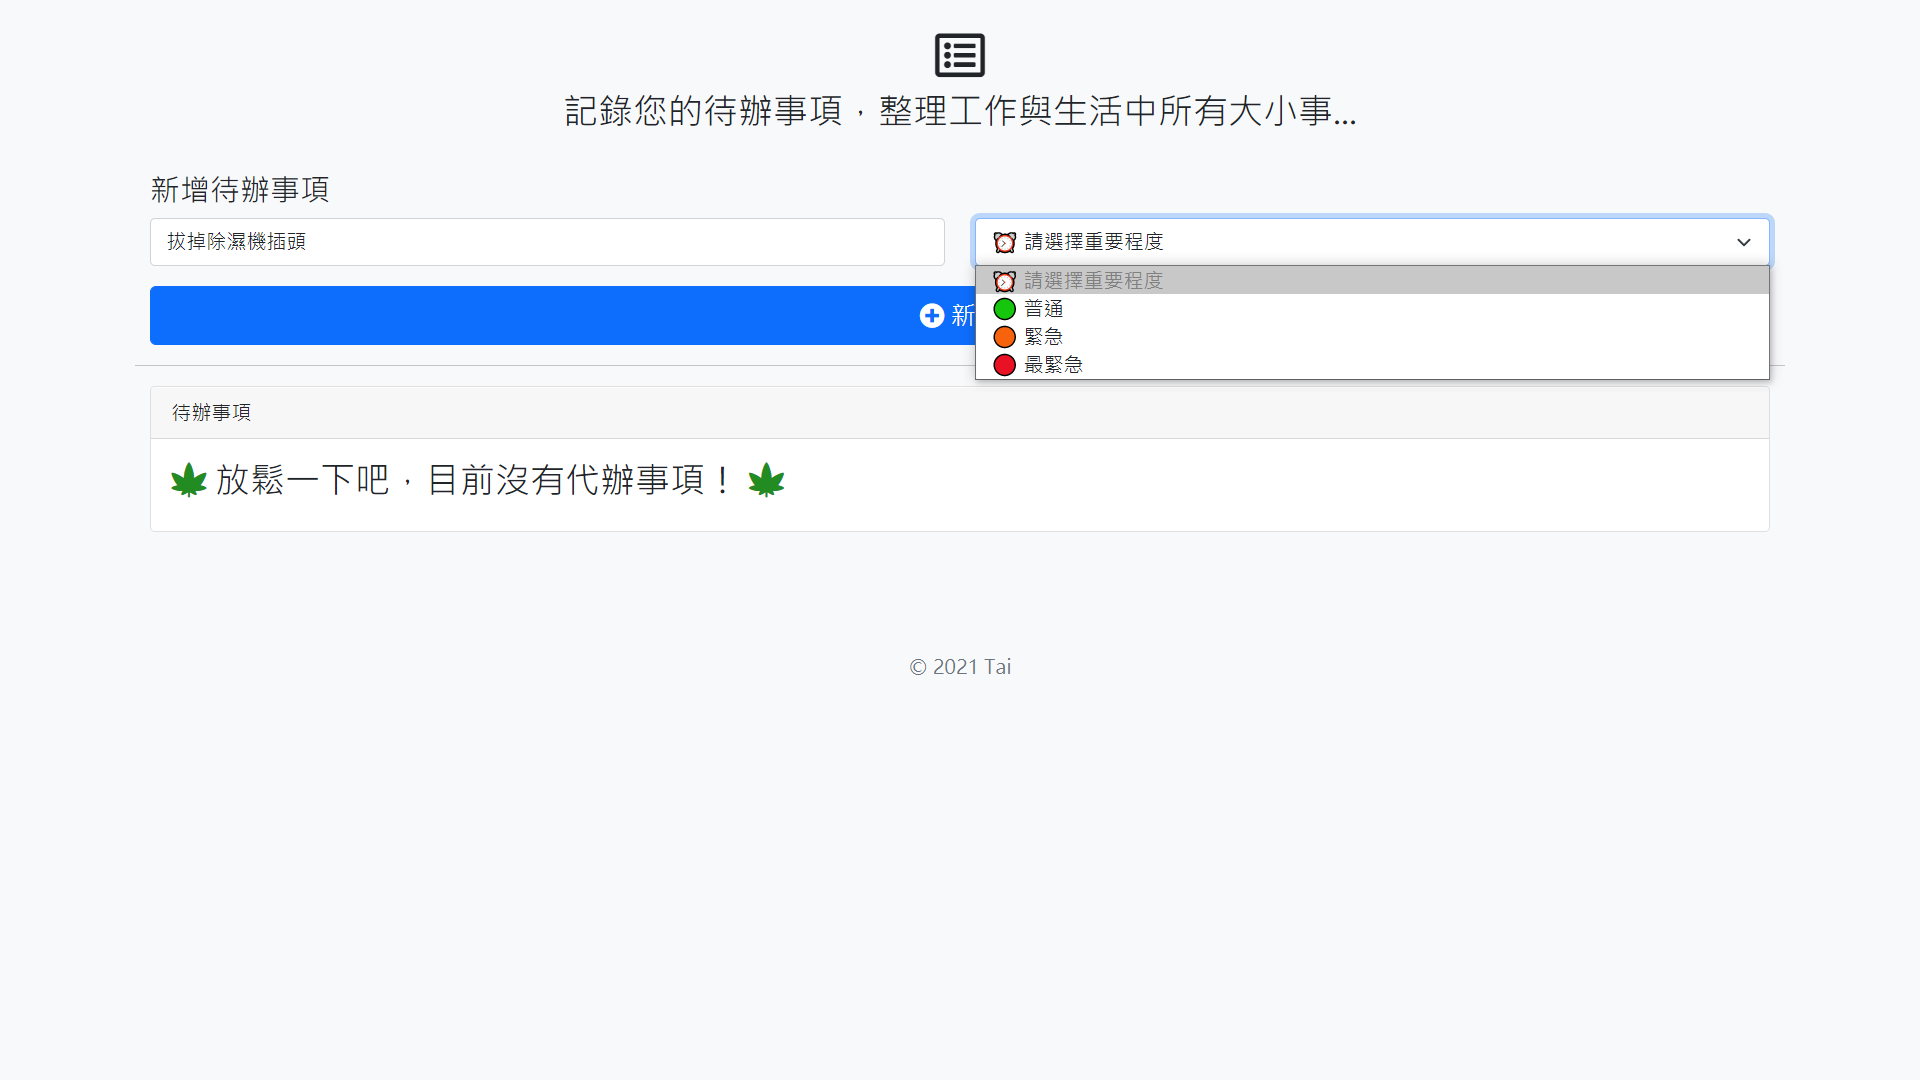 記錄您的待辦事項，整理工作與生活中所有大小事...
新增待辦事項
拔掉除濕機插頭
請選擇重要程度
請選擇重要程度
普通
緊急
最緊急
新
待辦事項
放鬆一下吧，目前沒有代辦事項！
© 2021 Tai